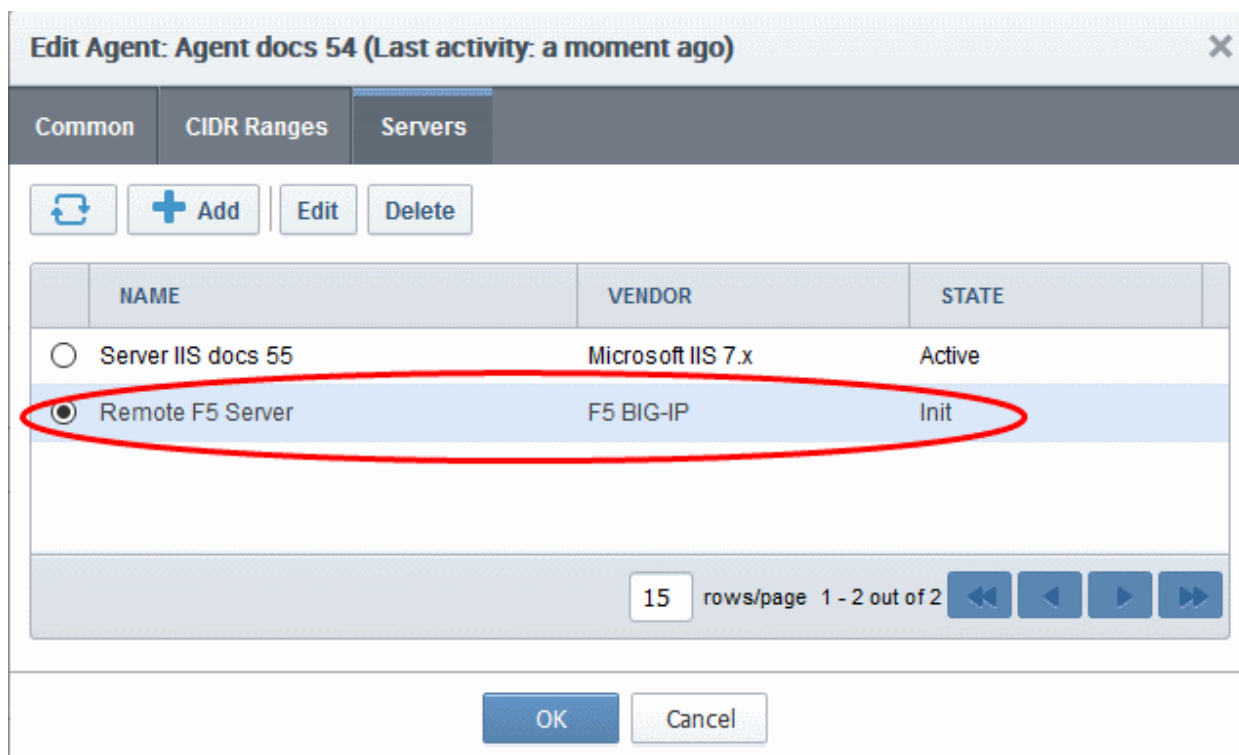 Edit Agent: Agent docs 54 (Last activity: a moment ago)
Common CIDR Ranges Servers
Add Edit Delete
NAME VENDOR STATE
Server IIS docs 55 Microsoft IIS 7.x Active
Remote F5 Server F5 BIG-IP Init
15 rows/page 1 - 2 out of 2
OK Cancel